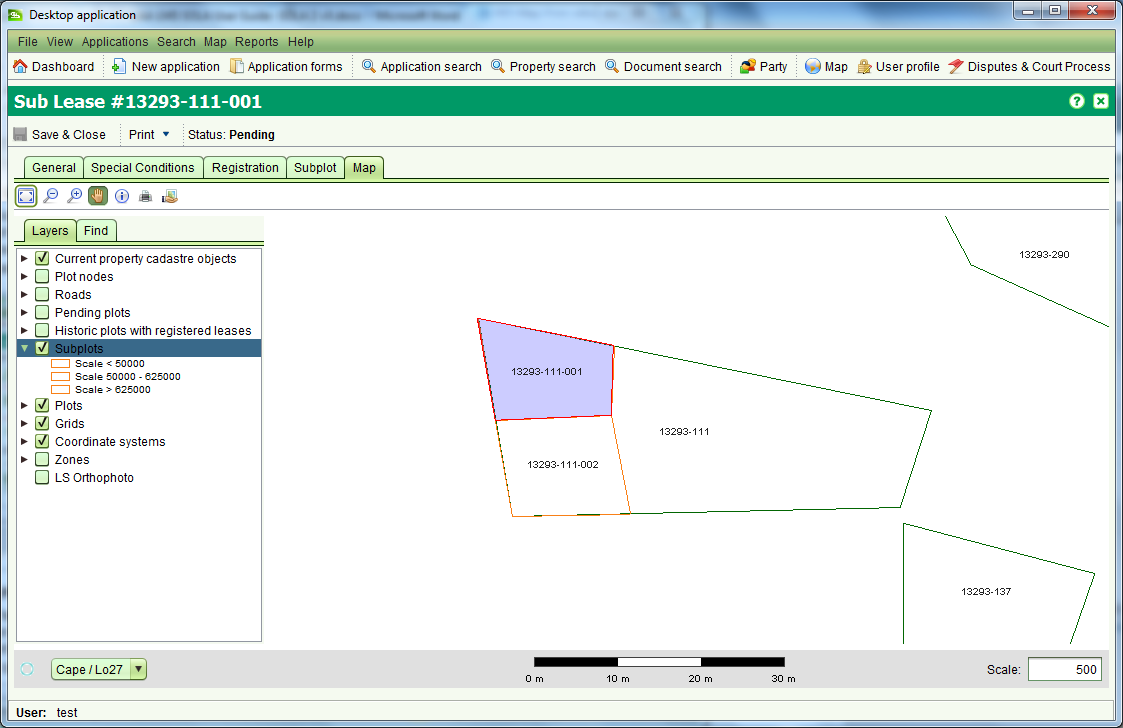 Desktop application
File View Applications Search Map Reports Help
Dashboard New application Application forms Application search Property search Document search Party Map User profile Disputes & Court Process
Sub Lease #13293-111-001
Save & Close Print Status: Pending
General Special Conditions Registration Subplot Map
Layers Find
Current property cadastre objects
Plot nodes
Roads
Pending plots
Historic plots with registered leases
Subplots
Scale < 50000
Scale 50000 - 625000
Scale > 625000
Plots
Grids
Coordinate systems
Zones
LS Orthophoto
13293-290
13293-111-001
13293-111
13293-111-002
13293-137
Cape / Lo27
0 m 10 m 20 m 30 m
Scale: 500
User: test